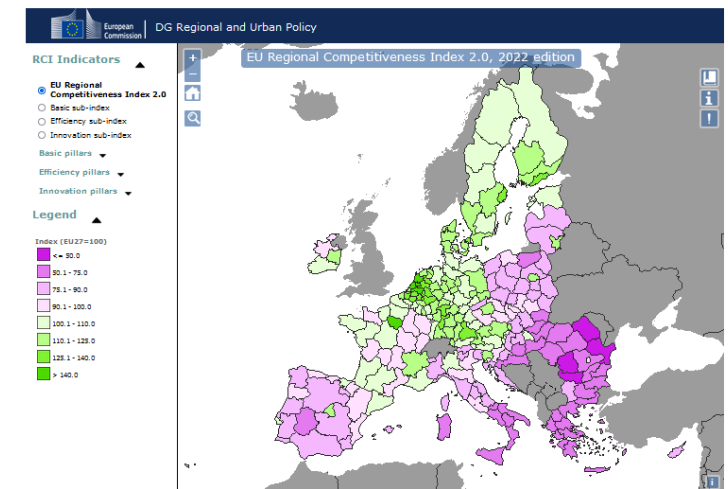 European
Commission
DG Regional and Urban Policy
RCI Indicators
EU Regional Competitiveness Index 2.0, 2022 edition
EU Regional
Competitiveness Index 2.0
Basic sub-index
Efficiency sub-index
Innovation sub-index
Basic pillars
Efficiency pillars
Innovation pillars
Legend
Index (EU27=100)
<= 50.0
50.1 - 75.0
75.1 - 90.0
90.1 - 100.0
100.1 - 110.0
110.1 - 125.0
125.1 - 140.0
> 140.0